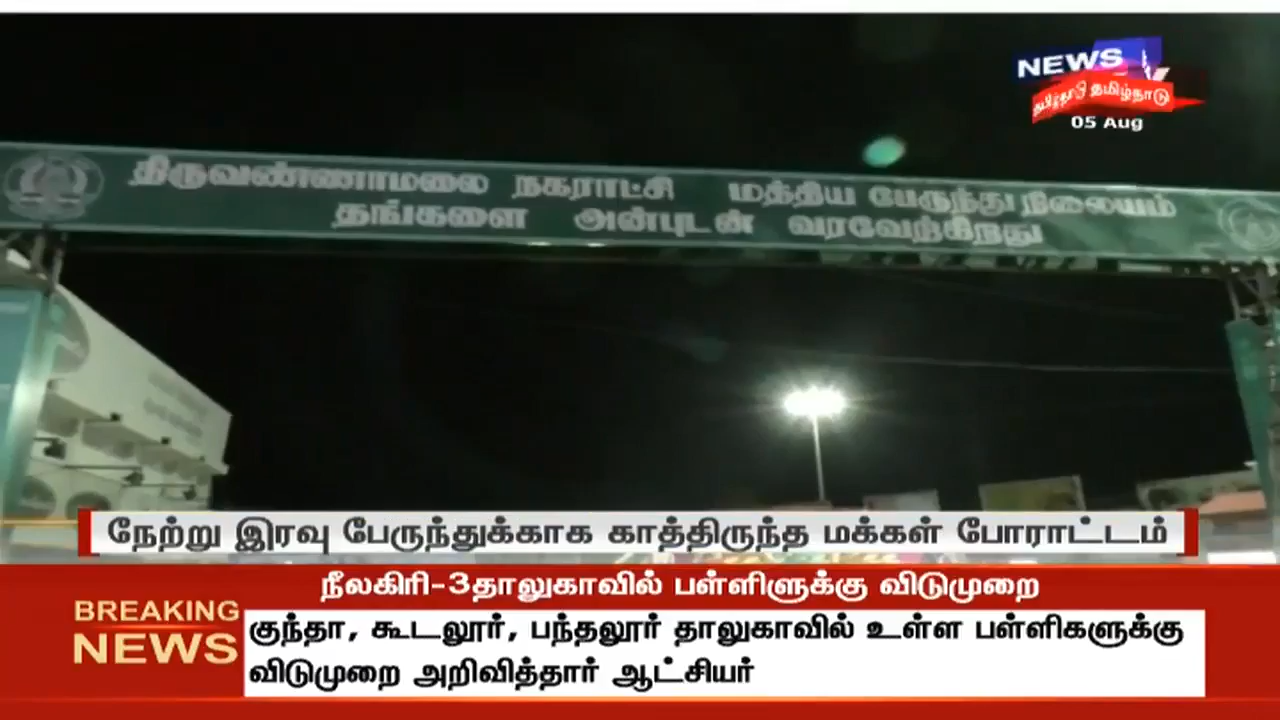 NEWS
தமிழ்நாடு
05 Aug
திருவண்ணாமலை நகராட்சி மத்திய பேருந்து நிலையம்
தங்களை அன்புடன் வரவேற்கிறது
நேற்று இரவு பேருந்துக்காக காத்திருந்த மக்கள் போராட்டம்
நீலகிரி-3தாலுகாவில் பள்ளிளுக்கு விடுமுறை
BREAKING
NEWS
குந்தா, கூடலூர், பந்தலூர் தாலுகாவில் உள்ள பள்ளிகளுக்கு
விடுமுறை அறிவித்தார் ஆட்சியர்